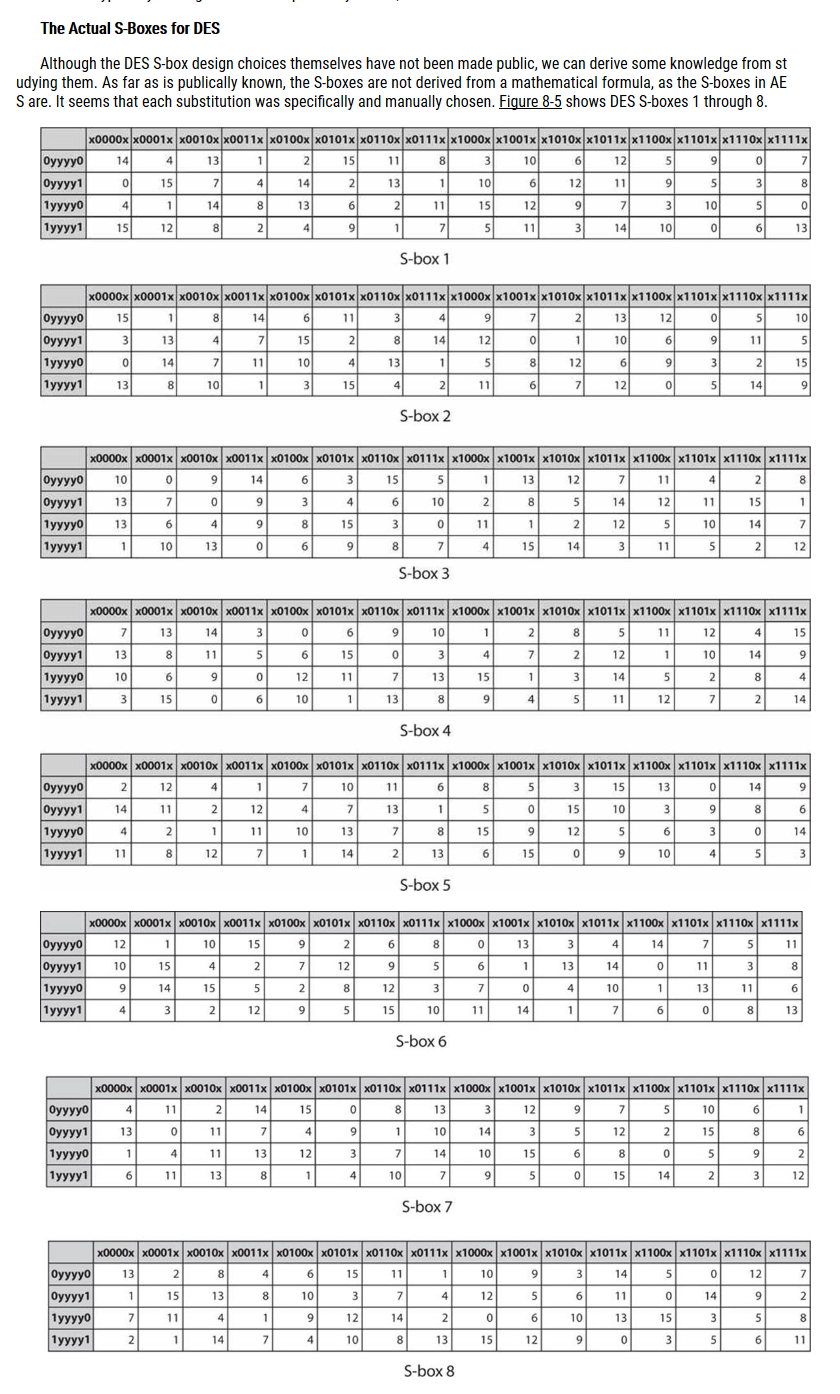 The Actual S-Boxes for DES
Although the DES S-box design choices themselves have not been made public, we can derive some knowledge from st
udying them. As far as is publically known, the S-boxes are not derived from a mathematical formula, as the S-boxes in AE
S are. It seems that each substitution was specifically and manually chosen. Figure 8-5 shows DES S-boxes 1 through 8.
x0000x x0001x x0010x x0011x x0100x x0101x x0110x x0111x x1000x x1001x x1010x x1011x x1100x x1101x x1110x x1111x
0yyyy0 14 4 13 1 2 15 11 8 3 10 6 12 5 9 0 7
0yyyy1 0 15 7 4 14 2 13 1 10 6 12 11 9 5 3 8
1yyyy0 4 1 14 8 13 6 2 11 15 12 9 7 3 10 5 0
1yyyy1 15 12 8 2 4 9 1 7 5 11 3 14 10 0 6 13
S-box 1
x0000x x0001x x0010x x0011x x0100x x0101x x0110x x0111x x1000x x1001x x1010x x1011x x1100x x1101x x1110x x1111x
0yyyy0 15 1 8 14 6 11 3 4 9 7 2 13 12 0 5 10
0yyyy1 3 13 4 7 15 2 8 14 12 0 1 10 6 9 11 5
1yyyy0 0 14 7 11 10 4 13 1 5 8 12 6 9 3 2 15
1yyyy1 13 8 10 1 3 15 4 2 11 6 7 12 0 5 14 9
S-box 2
x0000x x0001x x0010x x0011x x0100x x0101x x0110x x0111x x1000x x1001x x1010x x1011x x1100x x1101x x1110x x1111x
0yyyy0 10 0 9 14 6 3 15 5 1 13 12 7 11 4 2 8
0yyyy1 13 7 0 9 3 4 6 10 2 8 5 14 12 11 15 1
1yyyy0 13 6 4 9 8 15 3 0 11 1 2 12 5 10 14 7
1yyyy1 1 10 13 0 6 9 8 7 4 15 14 3 11 5 2 12
S-box 3
x0000x x0001x x0010x x0011x x0100x x0101x x0110x x0111x x1000x x1001x x1010x x1011x x1100x x1101x x1110x x1111x
0yyyy0 7 13 14 3 0 6 9 10 1 2 8 5 11 12 4 15
0yyyy1 13 8 11 5 6 15 0 3 4 7 2 12 1 10 14 9
1yyyy0 10 6 9 0 12 11 7 13 15 1 3 14 5 2 8 4
1yyyy1 3 15 0 6 10 1 13 8 9 4 5 11 12 7 2 14
S-box 4
x0000x x0001x x0010x x0011x x0100x x0101x x0110x x0111x x1000x x1001x x1010x x1011x x1100x x1101x x1110x x1111x
0yyyy0 2 12 4 1 7 10 11 6 8 5 3 15 13 0 14 9
0yyyy1 14 11 2 12 4 7 13 1 5 0 15 10 3 9 8 6
1yyyy0 4 2 1 11 10 13 7 8 15 9 12 5 6 3 0 14
1yyyy1 11 8 12 7 1 14 2 13 6 15 0 9 10 4 5 3
S-box 5
x0000x x0001x x0010x x0011x x0100x x0101x x0110x x0111x x1000x x1001x x1010x x1011x x1100x x1101x x1110x x1111x
0yyyy0 12 1 10 15 9 2 6 8 0 13 3 4 14 7 5 11
0yyyy1 10 15 4 2 7 12 9 5 6 1 13 14 0 11 3 8
1yyyy0 9 14 15 5 2 8 12 3 7 0 4 10 1 13 11 6
1yyyy1 4 3 2 12 9 5 15 10 11 14 1 7 6 0 8 13
S-box 6
x0000x x0001x x0010x x0011x x0100x x0101x x0110x x0111x x1000x x1001x x1010x x1011x x1100x x1101x x1110x x1111x
0yyyy0 4 11 2 14 15 0 8 13 3 12 9 7 5 10 6 1
0yyyy1 13 0 11 7 4 9 1 10 14 3 5 12 2 15 8 6
1yyyy0 1 4 11 13 12 3 7 14 10 15 6 8 0 5 9 2
1yyyy1 6 11 13 8 1 4 10 7 9 5 0 15 14 2 3 12
S-box 7
x0000x x0001x x0010x x0011x x0100x x0101x x0110x x0111x x1000x x1001x x1010x x1011x x1100x x1101x x1110x x1111x
0yyyy0 13 2 8 4 6 15 11 1 10 9 3 14 5 0 12 7
0yyyy1 1 15 13 8 10 3 7 4 12 5 6 11 0 14 9 2
1yyyy0 7 11 4 1 9 12 14 2 0 6 10 13 15 3 5 8
1yyyy1 2 1 14 7 4 10 8 13 15 12 9 0 3 5 6 11
S-box 8